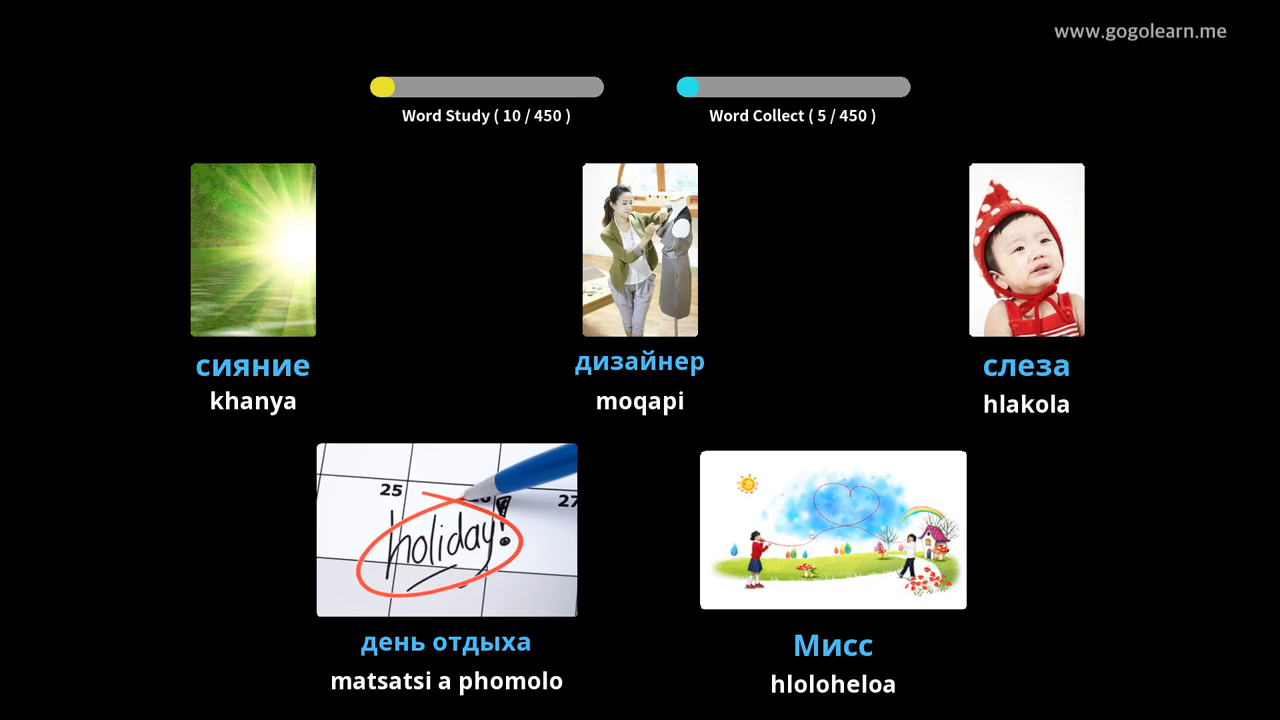 www.gogolearn.me
Word Study ( 10 / 450 )
Word Collect ( 5 / 450 )
сияние
khanya
дизайнер
moqapi
слеза
hlakola
25
27
holiday!
день отдыха
matsatsi a phomolo
Мисс
hloloheloa